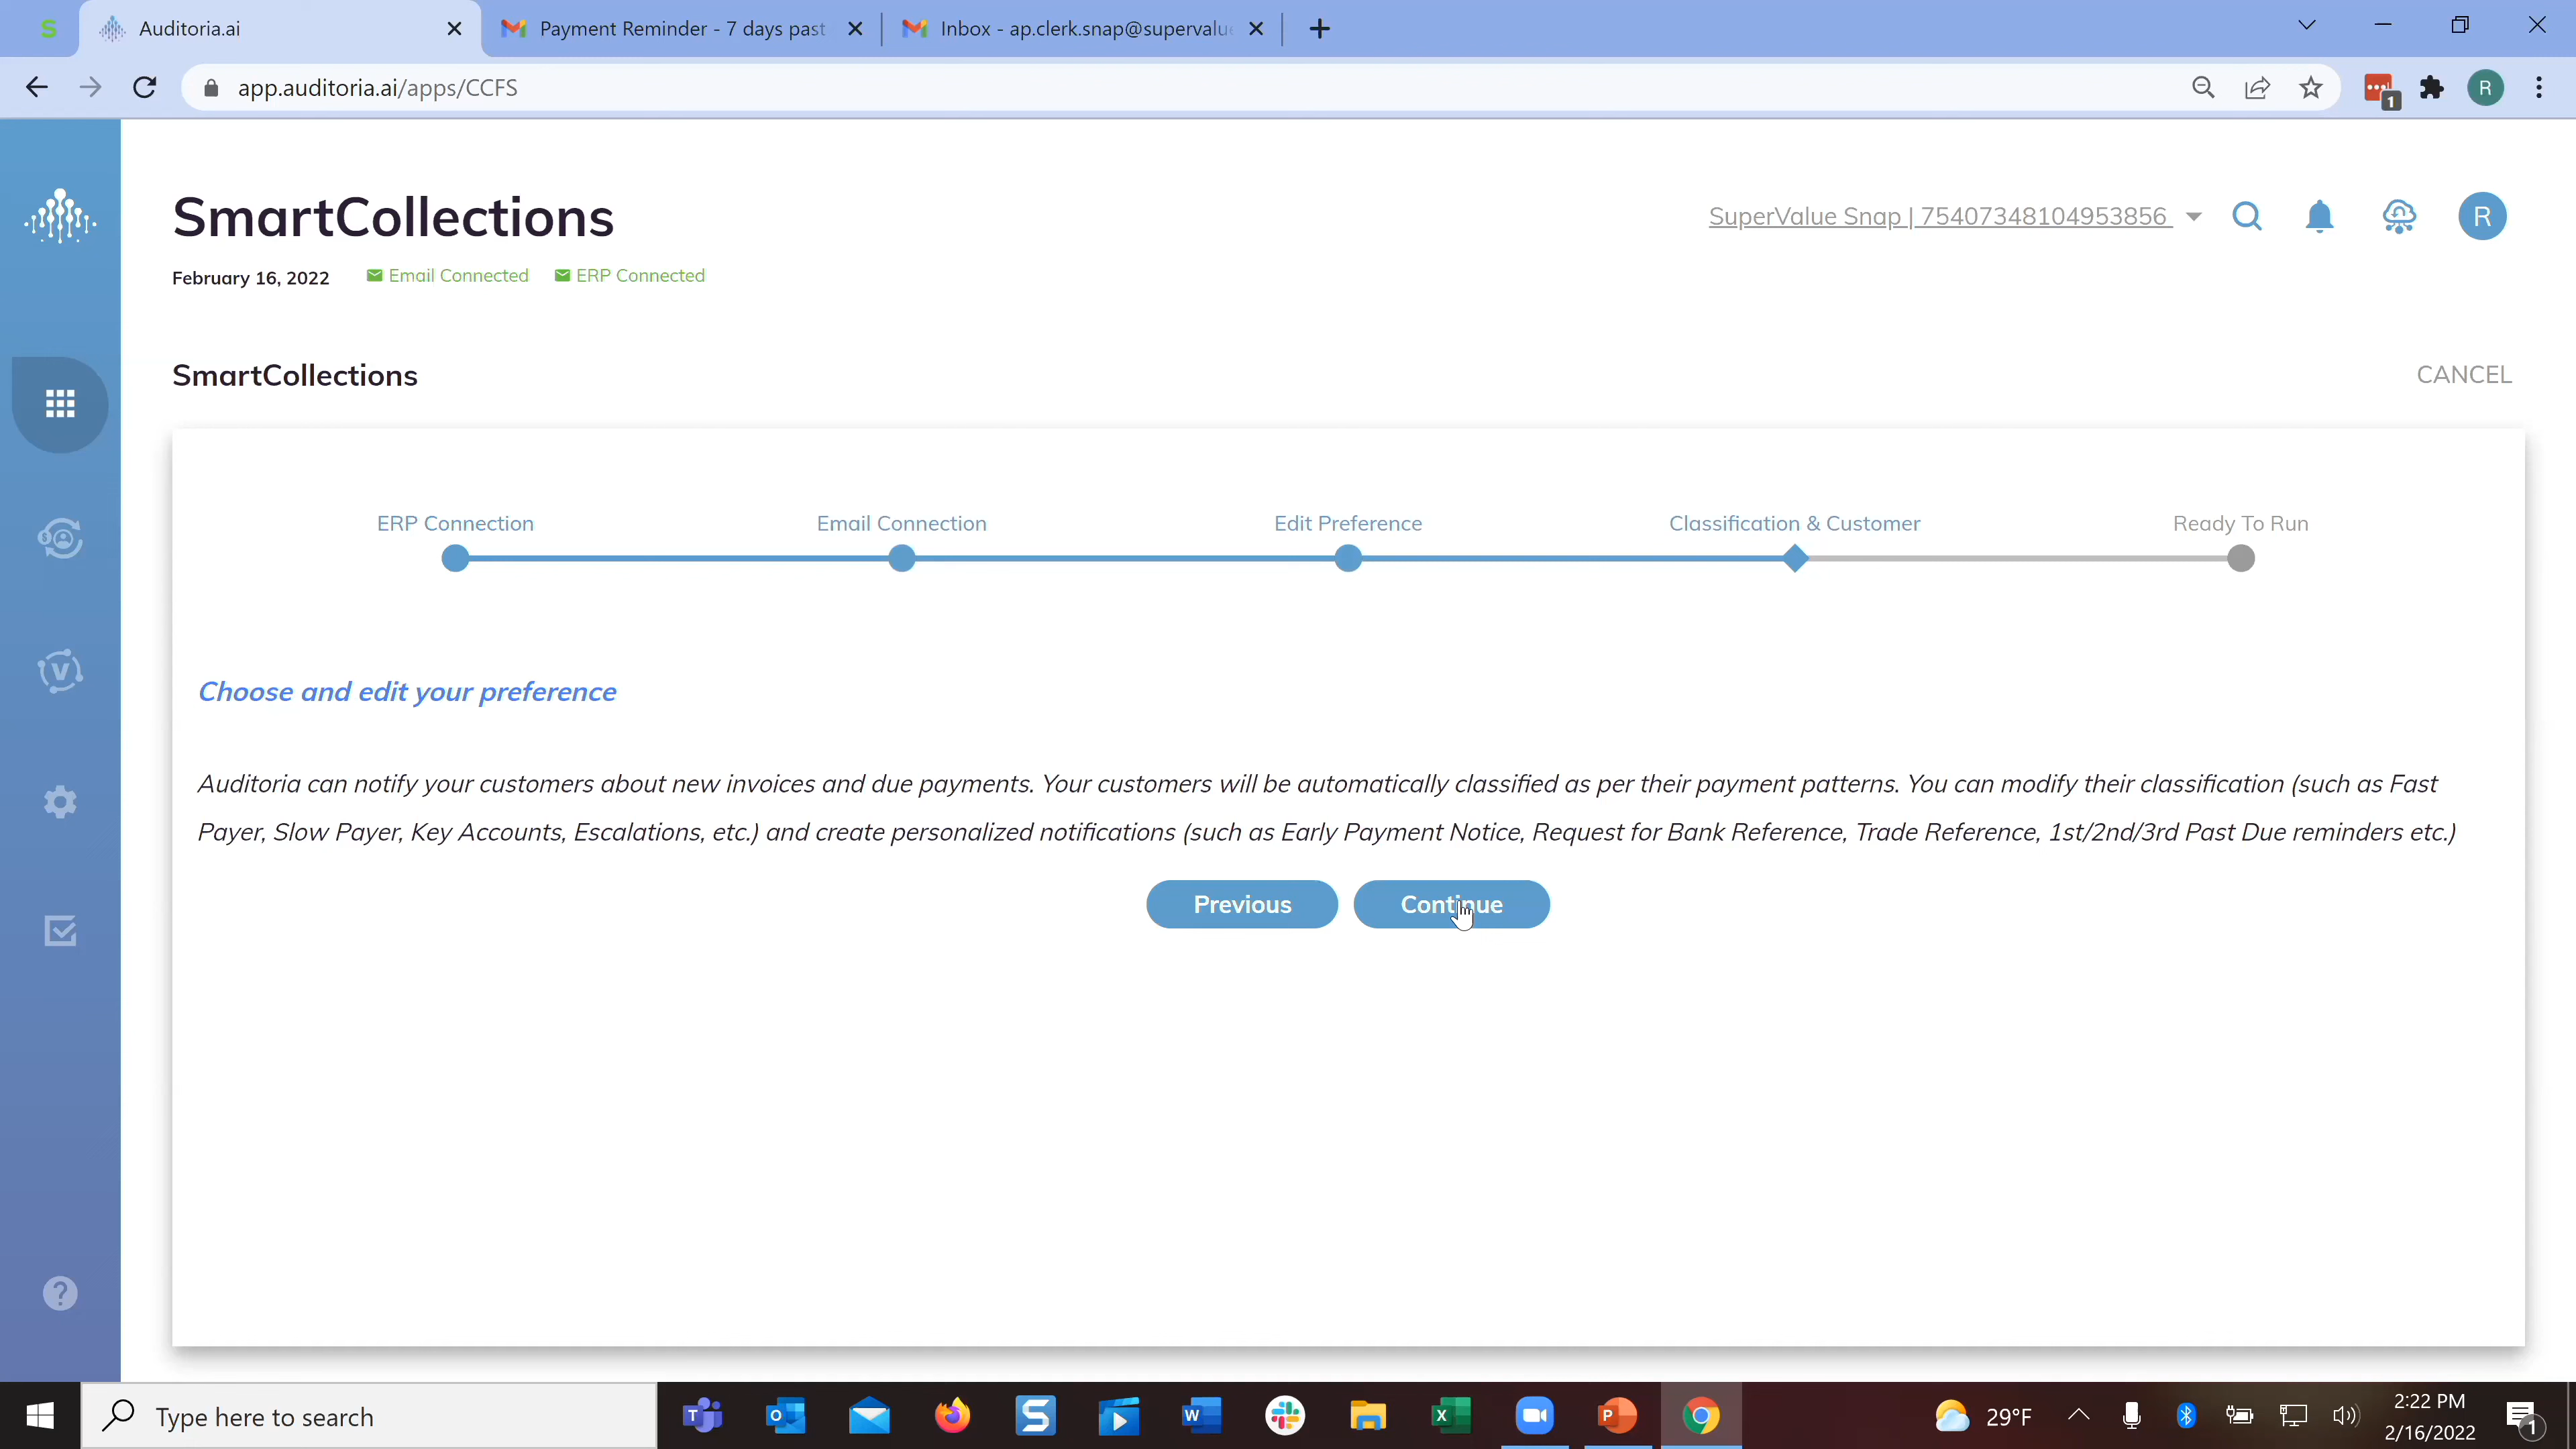 Auditoria.ai
Payment Reminder - 7 days past
Inbox - ap.clerk.snap@supervalu
app.auditoria.ai/apps/CCFS
1
R
SmartCollections
SuperValue Snap | 75407348104953856
R
February 16, 2022
Email Connected
ERP Connected
SmartCollections
CANCEL
ERP Connection
Email Connection
Edit Preference
Classification & Customer
Ready To Run
Choose and edit your preference
Auditoria can notify your customers about new invoices and due payments. Your customers will be automatically classified as per their payment patterns. You can modify their classification (such as Fast
Payer, Slow Payer, Key Accounts, Escalations, etc.) and create personalized notifications (such as Early Payment Notice, Request for Bank Reference, Trade Reference, 1st/2nd/3rd Past Due reminders etc.)
Previous
Continue
Type here to search
29°F
2:22 PM
2/16/2022
1